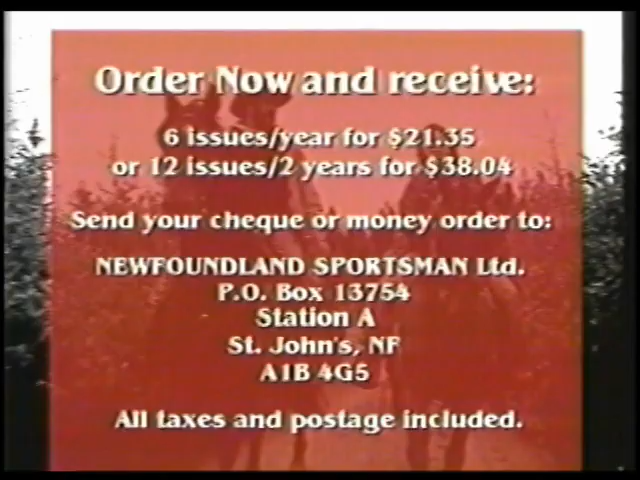 Order Now and receive:
6 issues/year for $21.35
or 12 issues/2 years for $38.04
Send your cheque or money order to:
NEWFOUNDLAND SPORTSMAN Ltd.
P.O. Box 13754
Station A
St. John's, NF
A1B 4G5
All taxes and postage included.